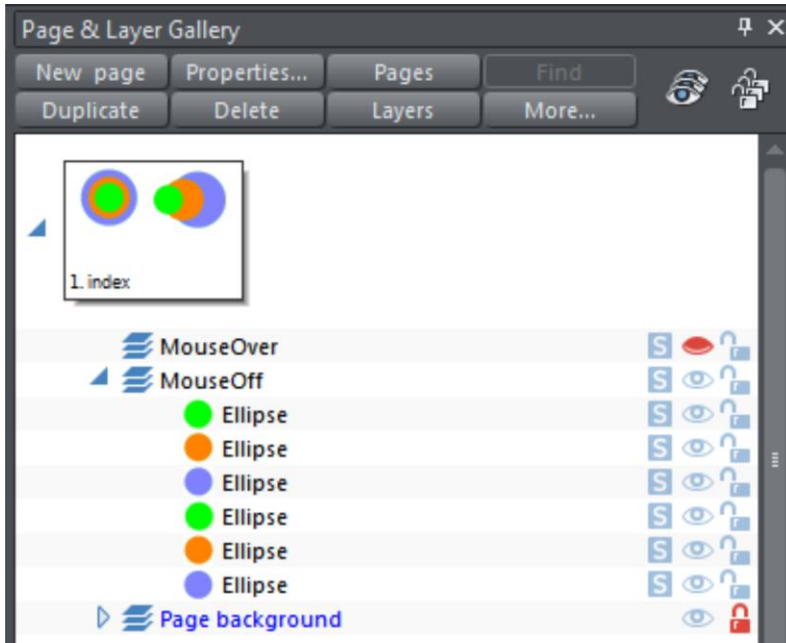 Page & Layer Gallery
New page Properties... Pages Find
Duplicate Delete Layers More...
1. index
MouseOver S
MouseOff S
Ellipse S
Ellipse S
Ellipse S
Ellipse S
Ellipse S
Ellipse S
Page background